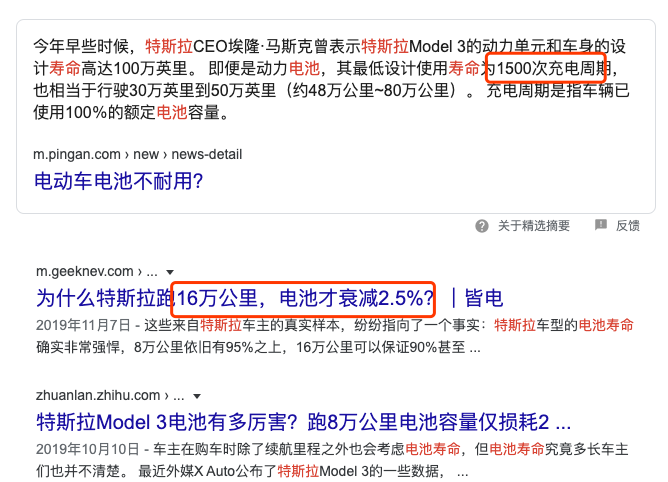 今年早些时候，特斯拉CEO埃隆·马斯克曾表示特斯拉Model 3的动力单元和车身的设
计寿命高达100万英里。 即便是动力电池，其最低设计使用寿命为1500次充电周期，
也相当于行驶30万英里到50万英里（约48万公里~80万公里）。 充电周期是指车辆已
使用100%的额定电池容量。
m.pingan.com › new › news-detail
电动车电池不耐用?
关于精选摘要 反馈
m.geeknev.com › ...
为什么特斯拉跑16万公里，电池才衰减2.5%? ｜皆电
2019年11月7日 - 这些来自特斯拉车主的真实样本，纷纷指向了一个事实：特斯拉车型的电池寿命
确实非常强悍，8万公里依旧有95%之上，16万公里可以保证90%甚至 ...
zhuanlan.zhihu.com › ...
特斯拉Model 3电池有多厉害？跑8万公里电池容量仅损耗2 ...
2019年10月10日 - 车主在购车时除了续航里程之外也会考虑电池寿命，但电池寿命究竟多长车主
们也并不清楚。 最近外媒X Auto公布了特斯拉Model 3的一些数据， ...